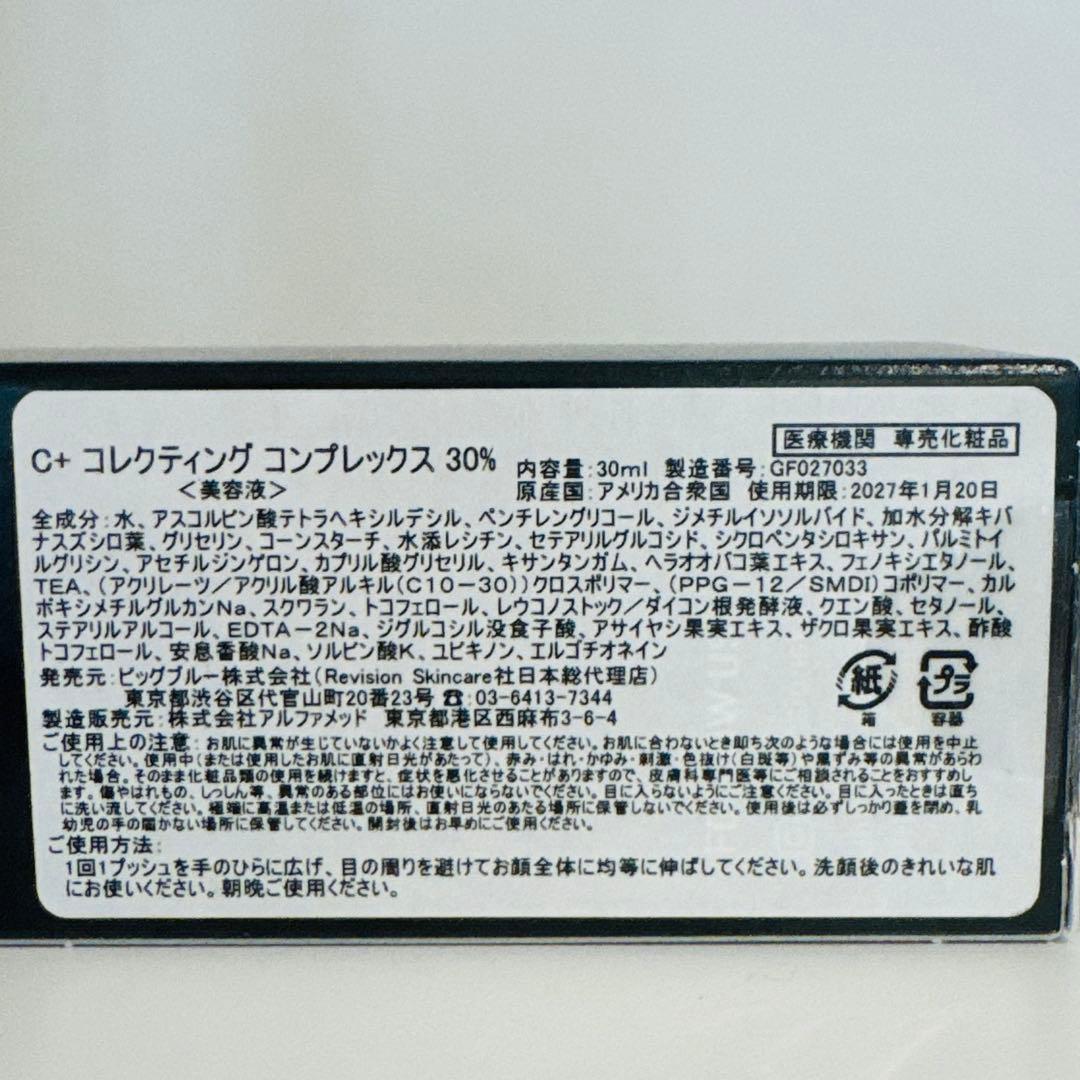 医療機関 専売化粧品
C+ コレクティング コンプレックス 30%
＜美容液＞
内容量：30ml 製造番号：GF027033
原産国：アメリカ合衆国 使用期限：2027年1月20日
全成分：水、アスコルビン酸テトラヘキシルデシル、ペンチレングリコール、ジメチルイソソルバイド、加水分解キバ
ナスズシロ葉、グリセリン、コーンスターチ、水添レシチン、セテアリルグルコシド、シクロペンタシロキサン、パルミトイ
ルグリシン、アセチルジンゲロン、カプリル酸グリセリル、キサンタンガム、ヘラオオバコ葉エキス、フェノキシエタノール、
TEA、（アクリレーツ／アクリル酸アルキル(C10－30)）クロスポリマー、（PPG－12／SMDI）コポリマー、カル
ボキシメチルグルカンNa、スクワラン、トコフェロール、レウコノストック/ダイコン根発酵液、クエン酸、セタノール、
ステアリルアルコール、EDTA－2Na、ジグルコシル没食子酸、アサイヤシ果実エキス、ザクロ果実エキス、酢酸
トコフェロール、安息香酸Na、ソルビン酸K、ユビキノン、エルゴチオネイン
発売元：ビッグブルー株式会社(Revision Skincare社日本総代理店)
東京都渋谷区代官山町20番23号 ☎:03-6413-7344
製造販売元：株式会社アルファメッド 東京都港区西麻布3-6-4
紙
箱
プラ
容器
ご使用上の注意：お肌に異常が生じていないかよく注意して使用してください。お肌に合わないとき即ち次のような場合には使用を中止
してください。使用中（または使用したお肌に直射日光があたって）、赤み・はれ・かゆみ・刺激・色抜け(白斑等)や黒ずみ等の異常があらわ
れた場合。そのまま化粧品類の使用を続けますと、症状を悪化させることがありますので、皮膚科専門医等にご相談されることをおすすめし
ます。傷やはれもの、しっしん等、異常のある部位にはお使いにならないでください。目に入らないようにご注意ください。目に入ったときは直ち
に洗い流してください。極端に高温または低温の場所、直射日光のあたる場所に保管しないでください。使用後は必ずしっかり蓋を閉め、乳
幼児の手の届かない場所に保管してください。開封後はお早めにご使用ください。
ご使用方法：
1回1プッシュを手のひらに広げ、目の周りを避けてお顔全体に均等に伸ばしてください。洗顔後のきれいな肌
にお使いください。朝晩ご使用ください。